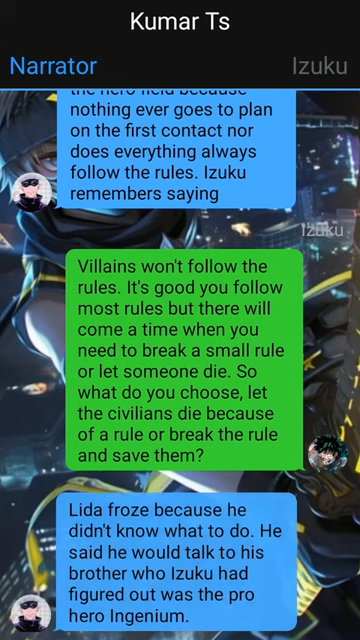 Kumar Ts
Narrator
Izuku
the hero field because
nothing ever goes to plan
on the first contact nor
does everything always
follow the rules. Izuku
remembers saying
Izuku
Villains won't follow the
rules. It's good you follow
most rules but there will
come a time when you
need to break a small rule
or let someone die. So
what do you choose, let
the civilians die because
of a rule or break the rule
and save them?
Lida froze because he
didn't know what to do. He
said he would talk to his
brother who Izuku had
figured out was the pro
hero Ingenium.